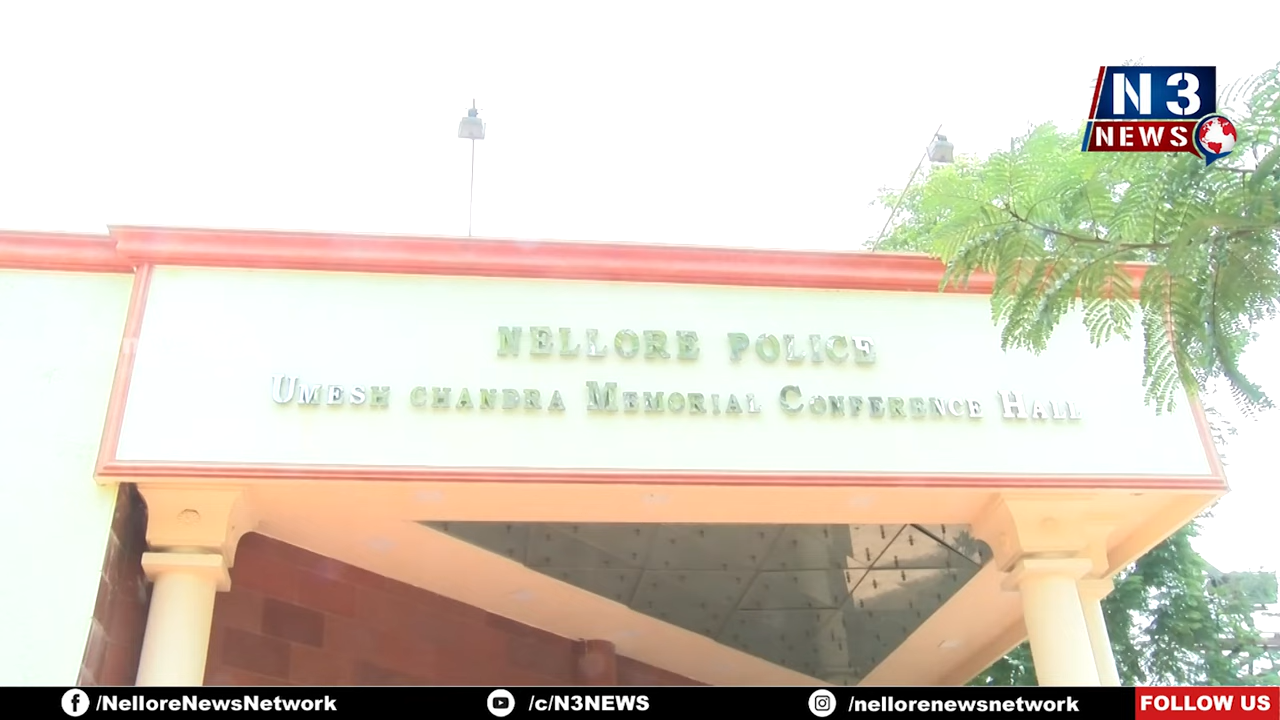 N3
NEWS
NELLORE POLICE
UMESH CHANDRA MEMORIAL CONFERENCE HALL
/NelloreNewsNetwork
/c/N3NEWS
/nellorenewsnetwork
FOLLOW US